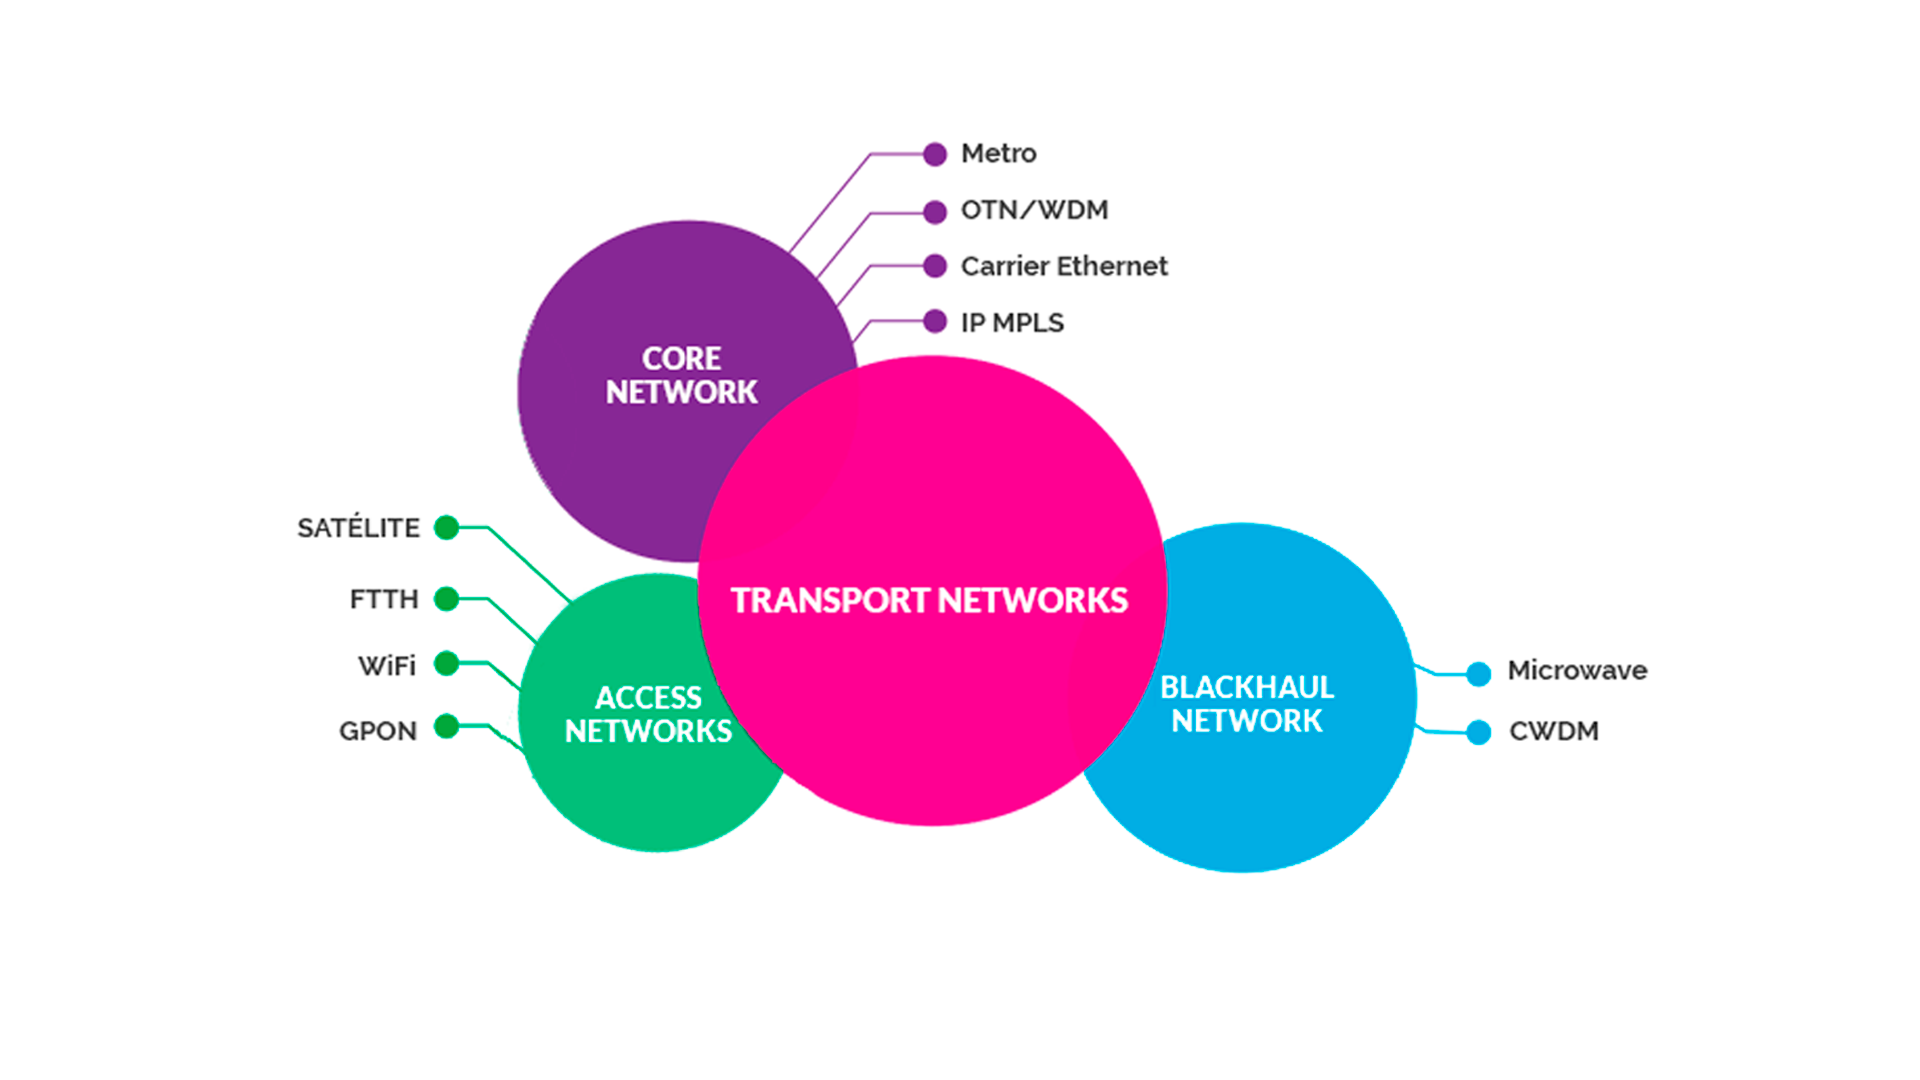 Metro
OTN/WDM
Carrier Ethernet
IP MPLS
CORE
NETWORK
SATÉLITE
FTTH
WiFi
GPON
ACCESS
NETWORKS
TRANSPORT NETWORKS
BLACKHAUL
NETWORK
Microwave
CWDM